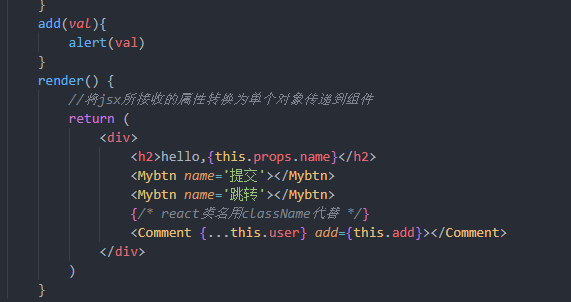 }
add(val){
alert(val)
}
render() {
//将jsx所接收的属性转换为单个对象传递到组件
return (
<div>
<h2>hello,{this.props.name}</h2>
<Mybtn name='提交'></Mybtn>
<Mybtn name='跳转'></Mybtn>
{/* react类名用className代替 */}
<Comment {...this.user} add={this.add}></Comment>
</div>
)
}